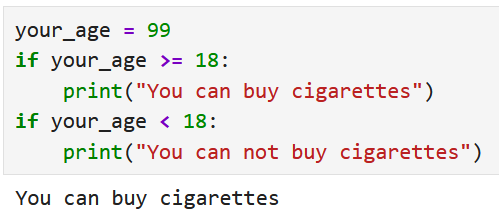 your_age = 99
if your_age >= 18:
    print("You can buy cigarettes")
if your_age < 18:
    print("You can not buy cigarettes")
You can buy cigarettes